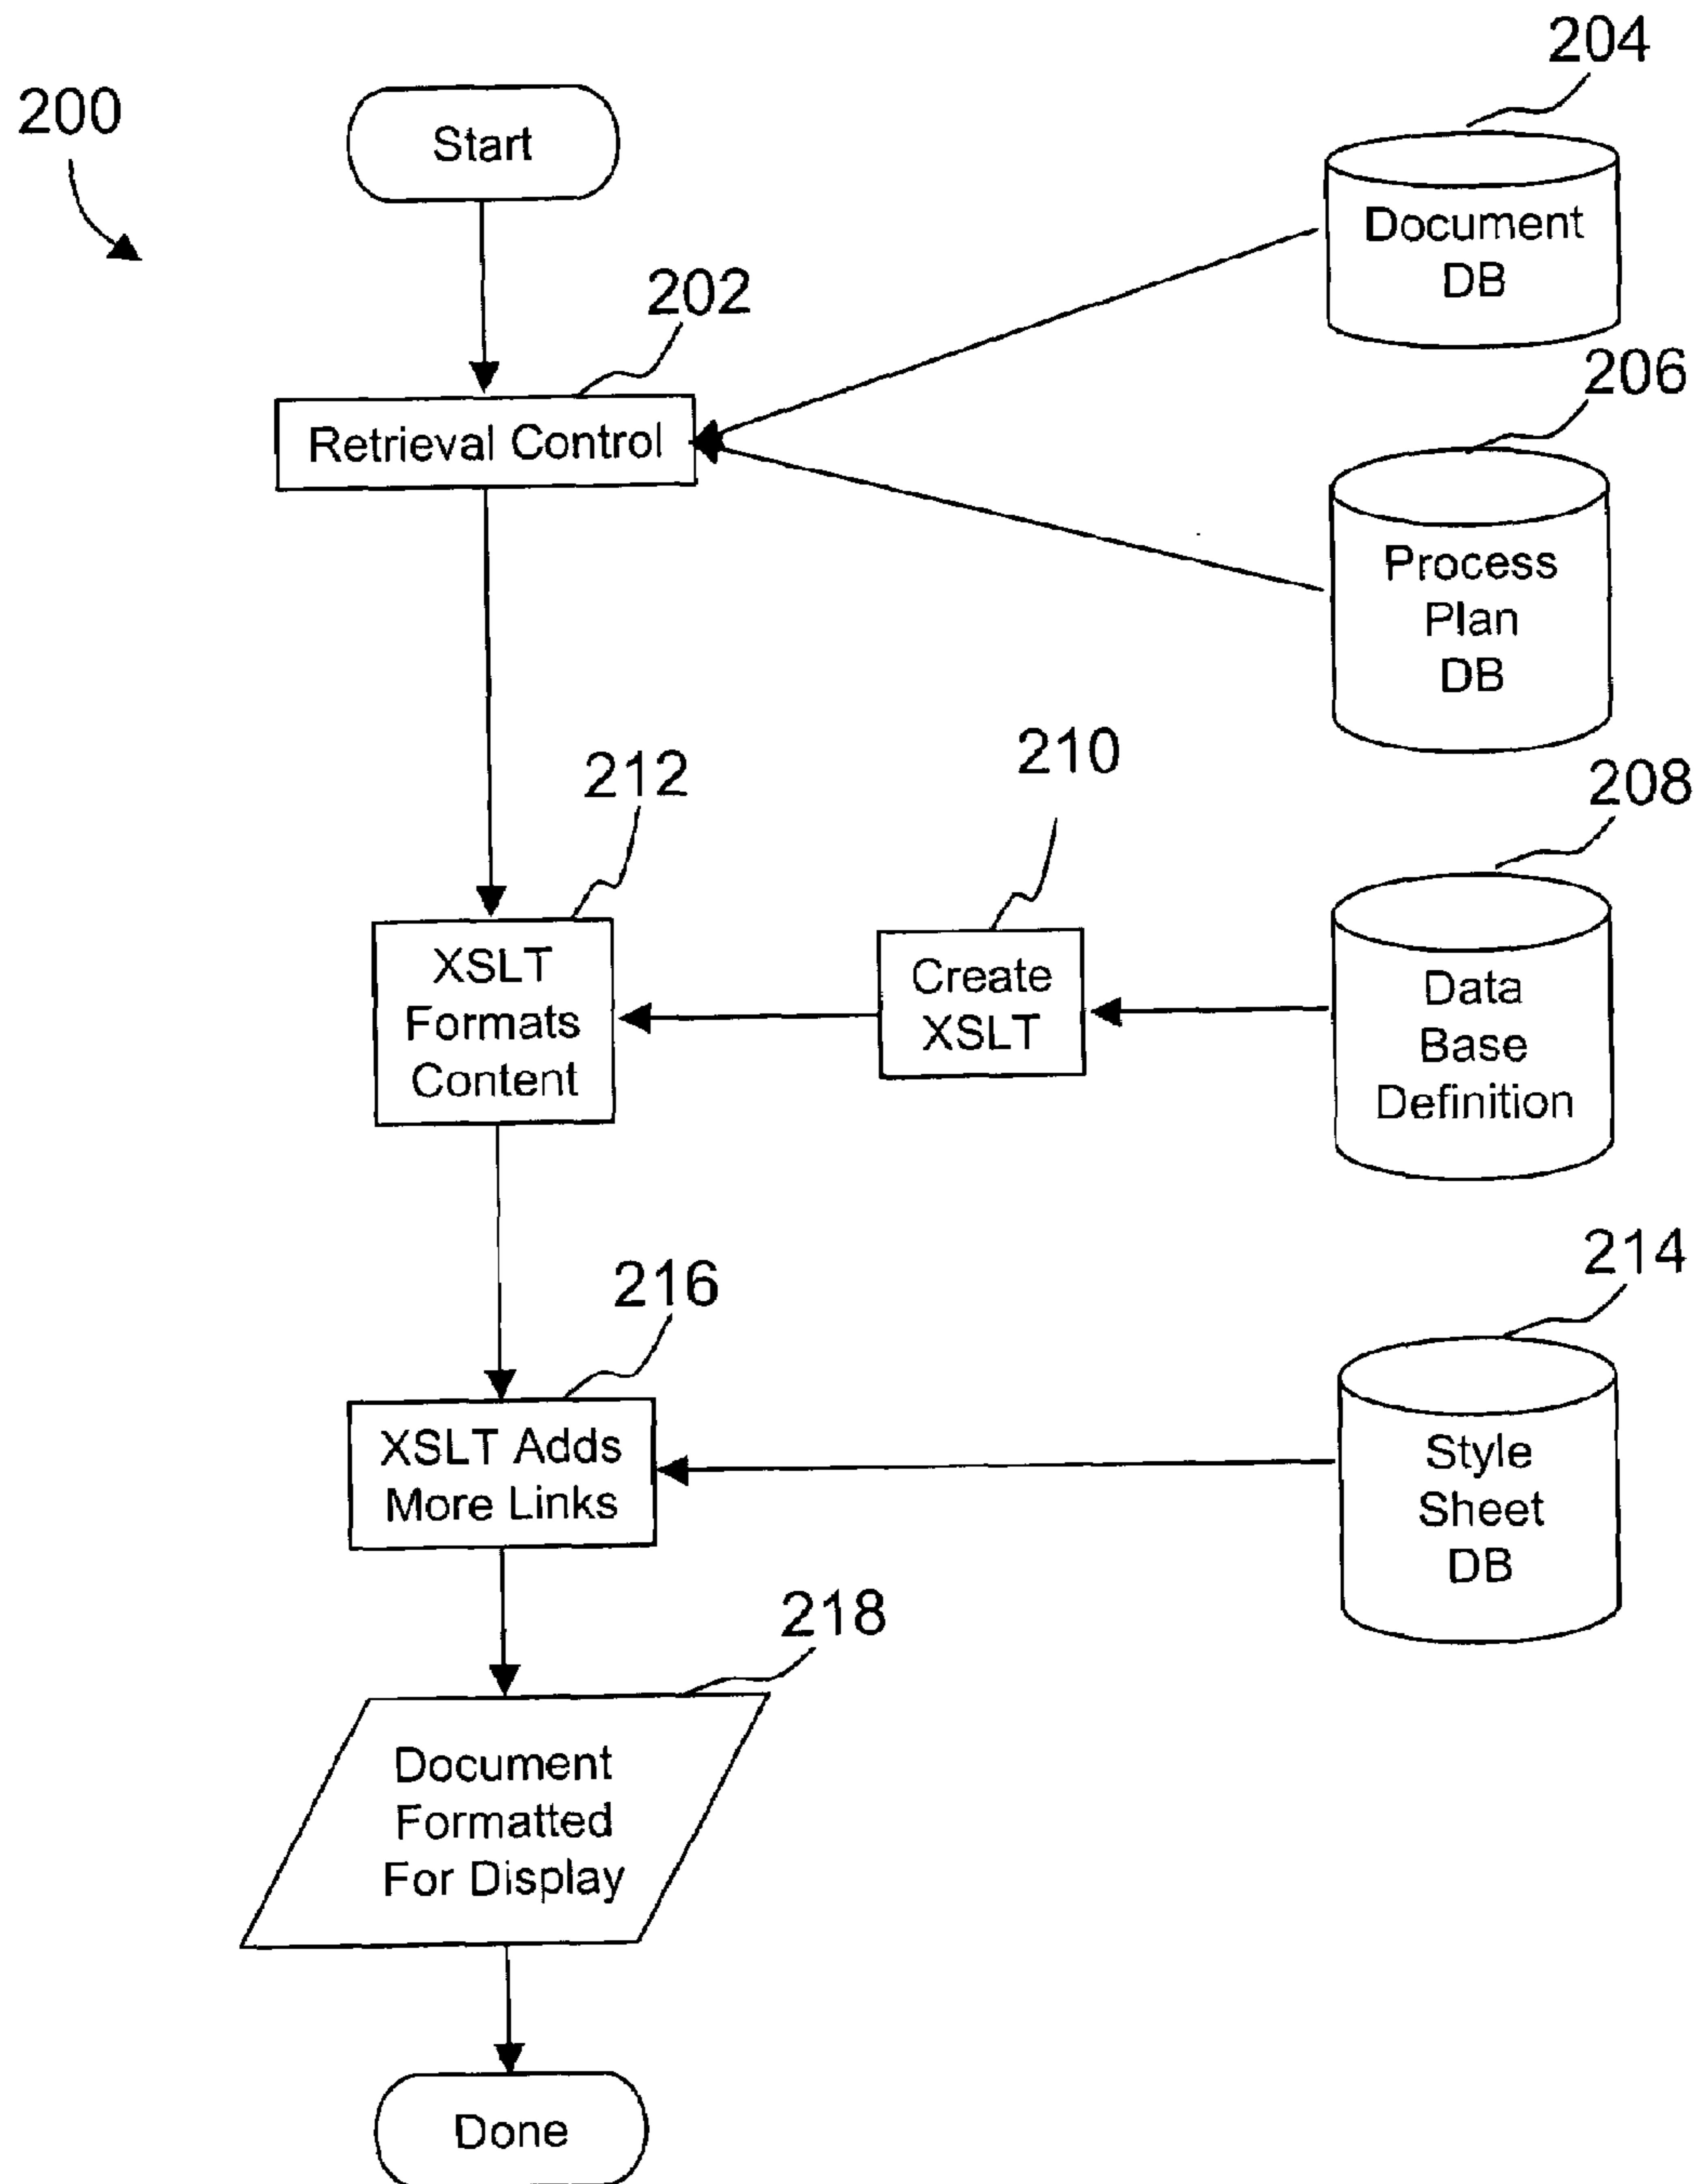 204
200
Start
Document
DB
202
206
Retrieval Control
Process
Plan
DB
212
210
208
XSLT
Formats
Content
Create
XSLT
Data
Base
Definition
216
214
XSLT Adds
More Links
Style
Sheet
DB
218
Document
Formatted
For Display
Done